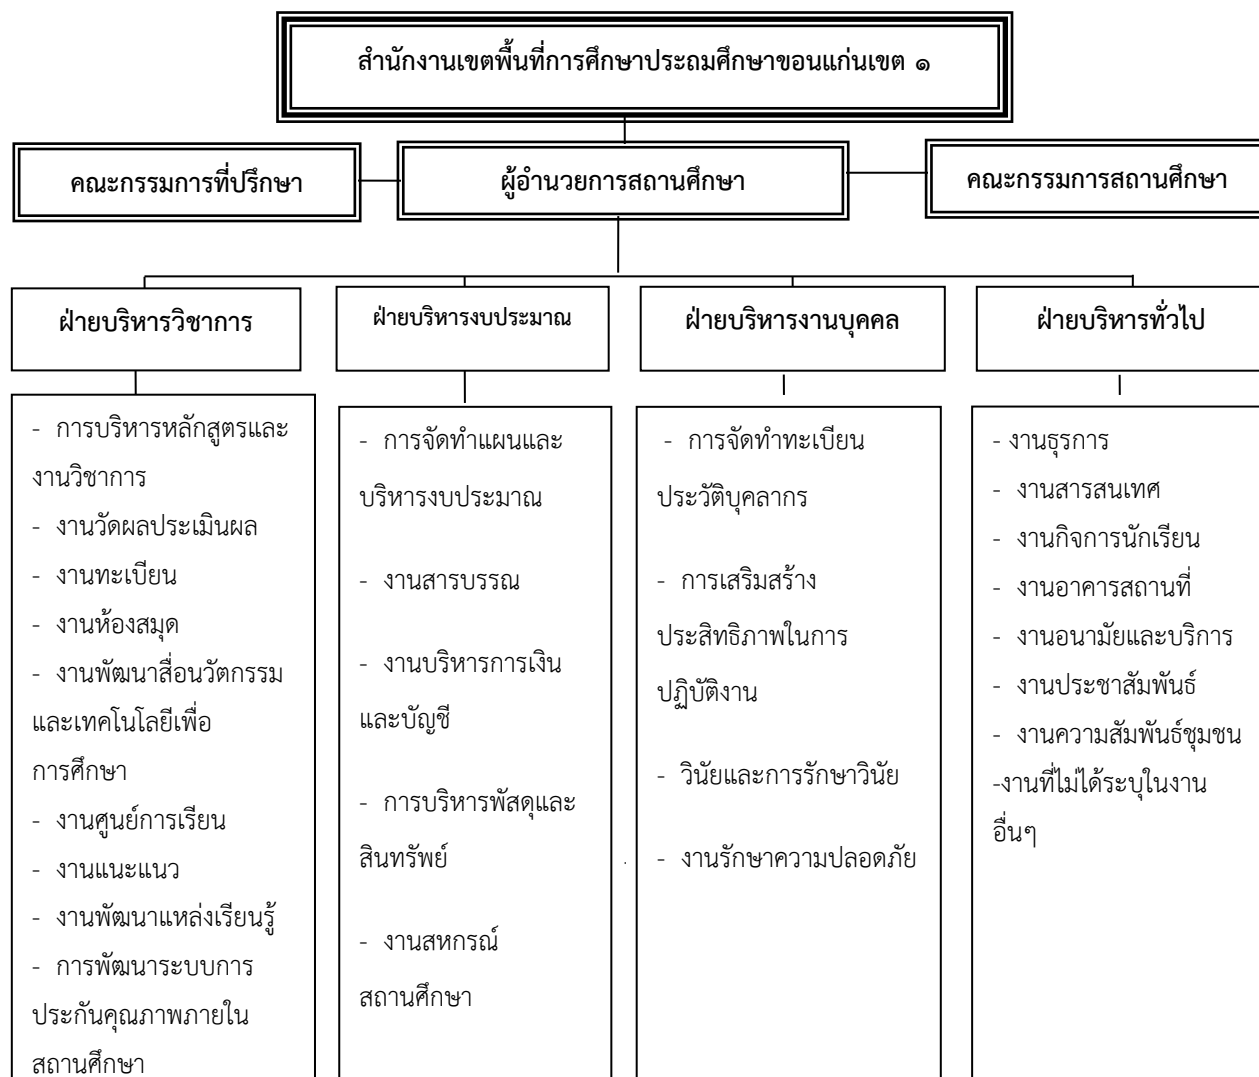 สำนักงานเขตพื้นที่การศึกษาประถมศึกษาขอนแก่นเขต ๑
คณะกรรมการที่ปรึกษา
ผู้อำนวยการสถานศึกษา
คณะกรรมการสถานศึกษา
ฝ่ายบริหารวิชาการ
ฝ่ายบริหารงบประมาณ
ฝ่ายบริหารงานบุคคล
ฝ่ายบริหารทั่วไป
- การบริหารหลักสูตรและ
งานวิชาการ
- งานวัดผลประเมินผล
- งานทะเบียน
- งานห้องสมุด
- งานพัฒนาสื่อนวัตกรรม
และเทคโนโลยีเพื่อ
การศึกษา
- งานศูนย์การเรียน
- งานแนะแนว
- งานพัฒนาแหล่งเรียนรู้
- การพัฒนาระบบการ
ประกันคุณภาพภายใน
สถานศึกษา
- การจัดทำแผนและ
บริหารงบประมาณ
- งานสารบรรณ
- งานบริหารการเงิน
และบัญชี
- การบริหารพัสดุและ
สินทรัพย์
- งานสหกรณ์
สถานศึกษา
- การจัดทำทะเบียน
ประวัติบุคลากร
- การเสริมสร้าง
ประสิทธิภาพในการ
ปฏิบัติงาน
- วินัยและการรักษาวินัย
- งานรักษาความปลอดภัย
- งานธุรการ
- งานสารสนเทศ
- งานกิจการนักเรียน
- งานอาคารสถานที่
- งานอนามัยและบริการ
- งานประชาสัมพันธ์
- งานความสัมพันธ์ชุมชน
-งานที่ไม่ได้ระบุในงาน
อื่นๆ